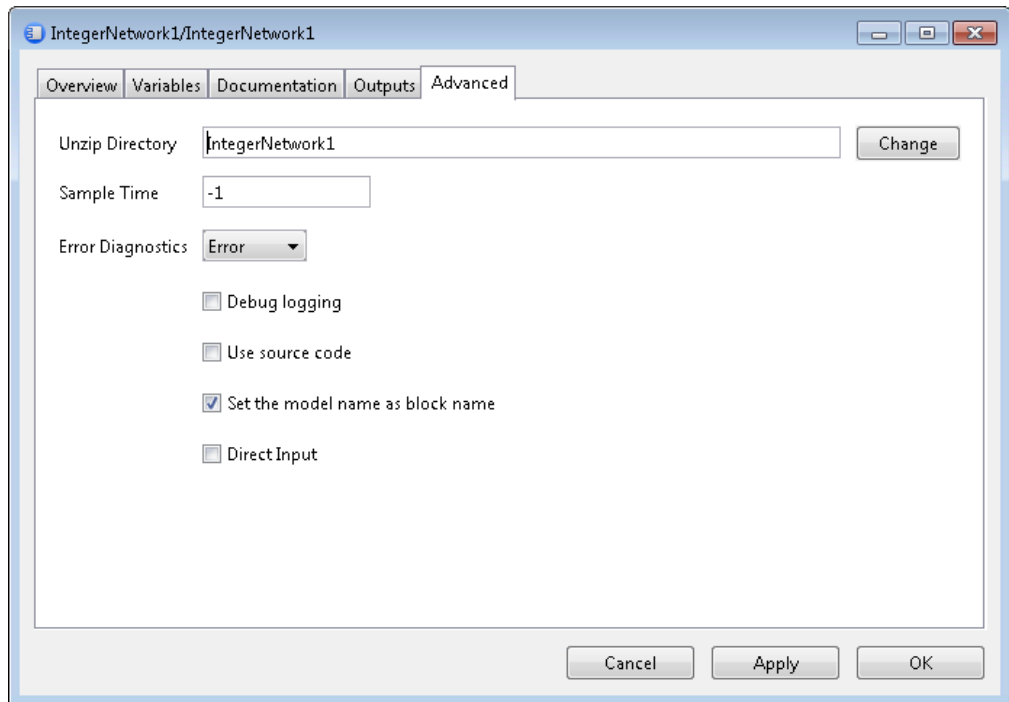 IntegerNetwork1/IntegerNetwork1
Overview Variables Documentation Outputs Advanced
Unzip Directory IntegerNetwork1 Change
Sample Time -1
Error Diagnostics Error
Debug logging
Use source code
Set the model name as block name
Direct Input
Cancel Apply OK